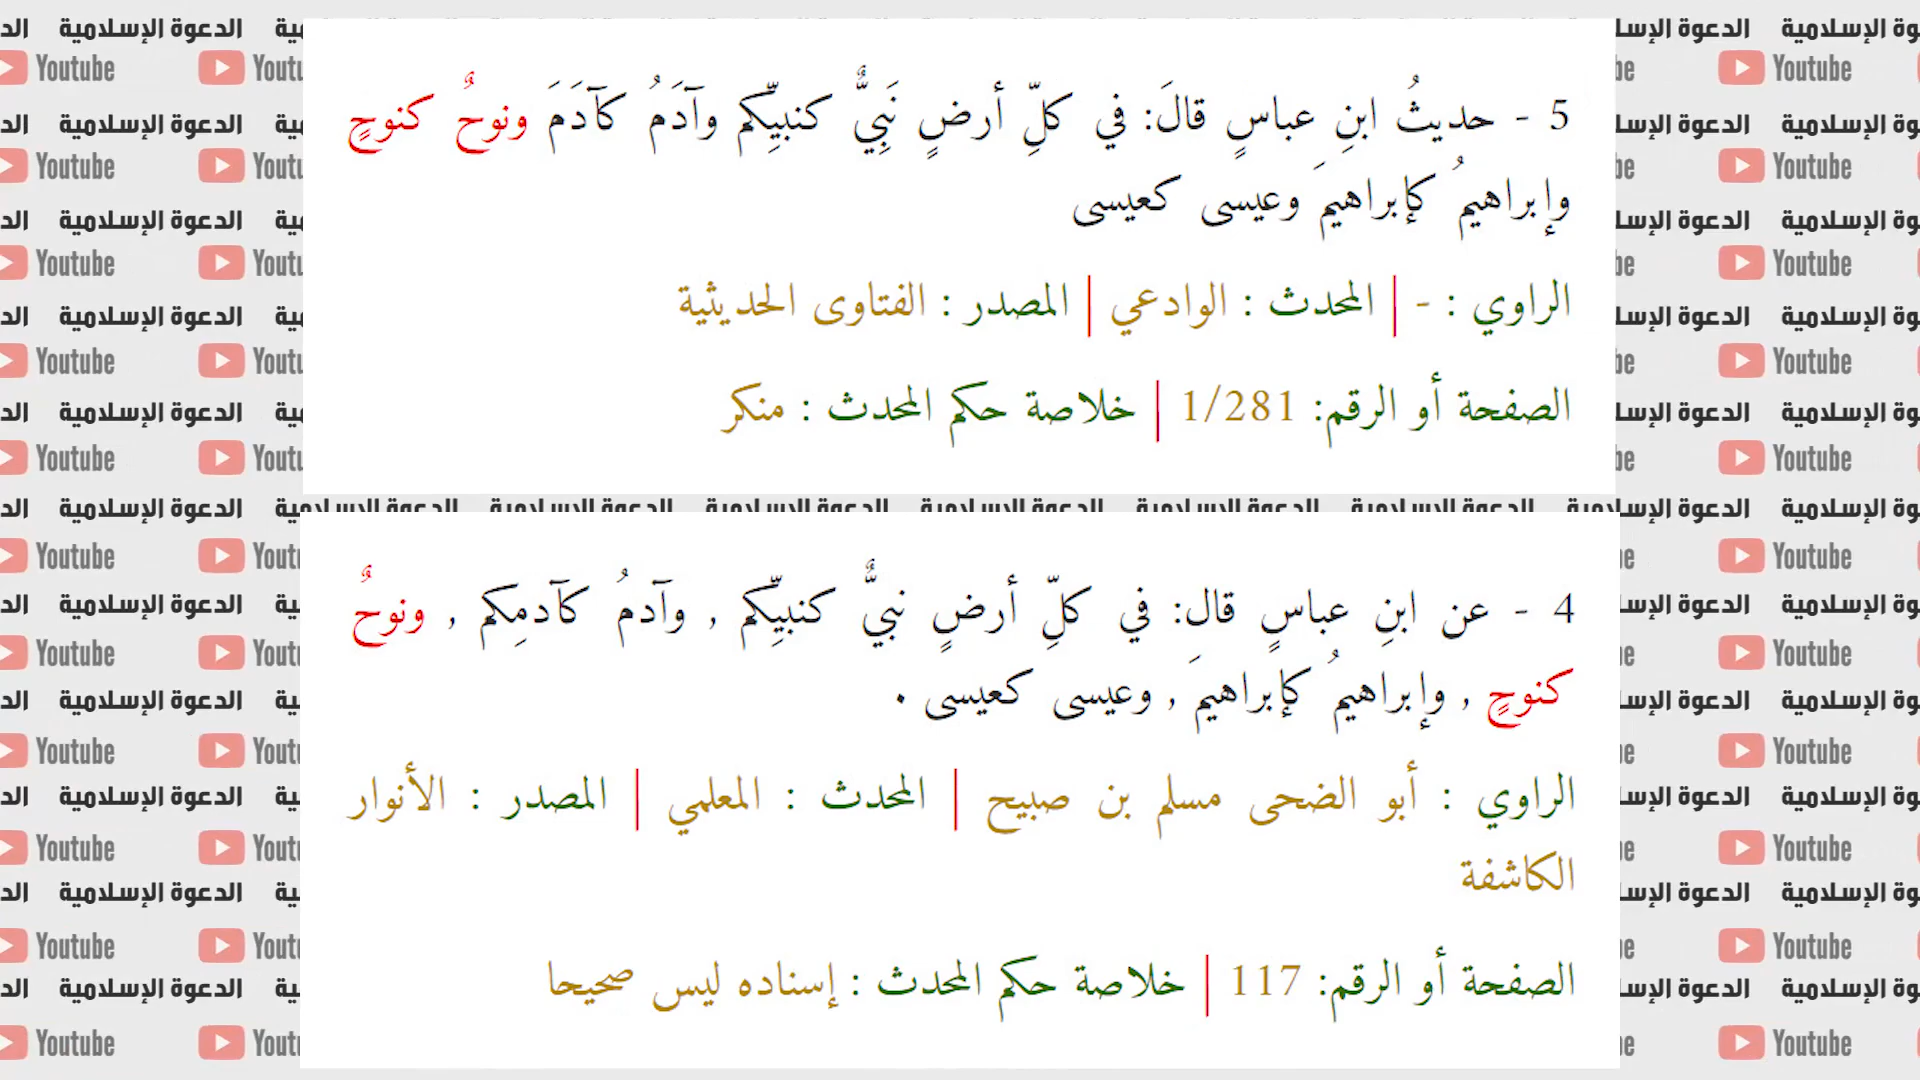 5 - حديثُ ابنِ عباسٍ قالَ: في كلِّ أرضٍ نَبِيٌّ كنبيِّكم وآدَمُ كآدَمَ ونوحٌ كنوحٍ
وإبراهيمُ كإبراهيمَ وعيسى كعيسى
الراوي : - | المحدث : الوادعي | المصدر : الفتاوى الحديثية
الصفحة أو الرقم: 1/281 | خلاصة حكم المحدث : منكر
4 - عن ابنِ عباسٍ قال: في كلِّ أرضٍ نبيٌّ كنبيِّكم , وآدمُ كآدمِكم , ونوحٌ
كنوحٍ , وإبراهيمُ كإبراهيمَ , وعيسى كعيسى .
الراوي : أبو الضحى مسلم بن صبيح | المحدث : المعلمي | المصدر : الأنوار
الكاشفة
الصفحة أو الرقم: 117 | خلاصة حكم المحدث : إسناده ليس صحيحا
الدعوة الإسلامية
Youtube